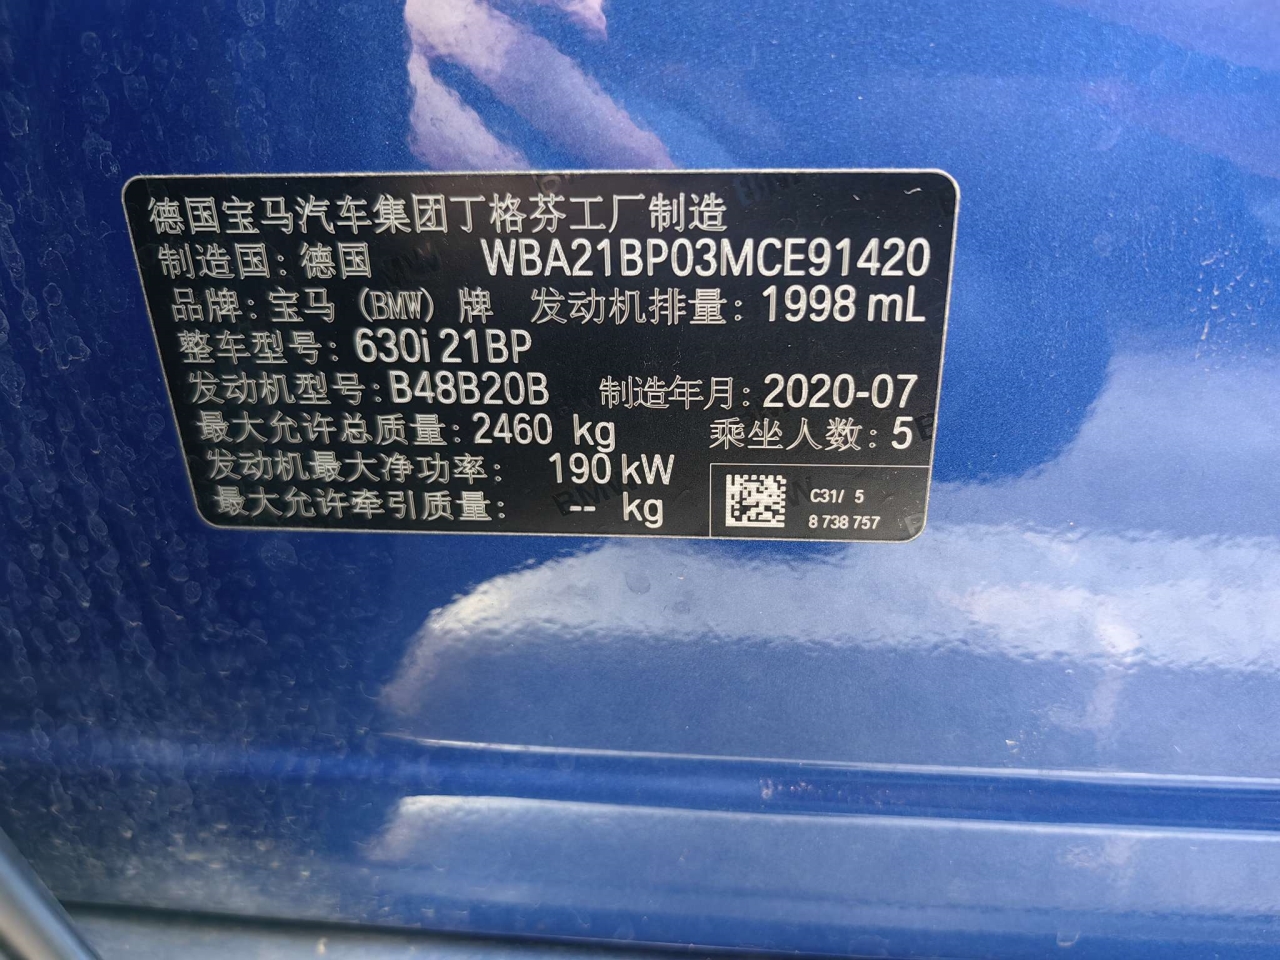 德国宝马汽车集团丁格芬工厂制造
制造国: 德国 WBA21BP03MCE91420
品牌: 宝马 (BMW) 牌 发动机排量: 1998 mL
整车型号: 630i 21BP
发动机型号: B48B20B 制造年月: 2020-07
最大允许总质量: 2460 kg 乘坐人数: 5
发动机最大净功率: 190 kW
最大允许牵引质量: -- kg
C31/ 5
8 738 757